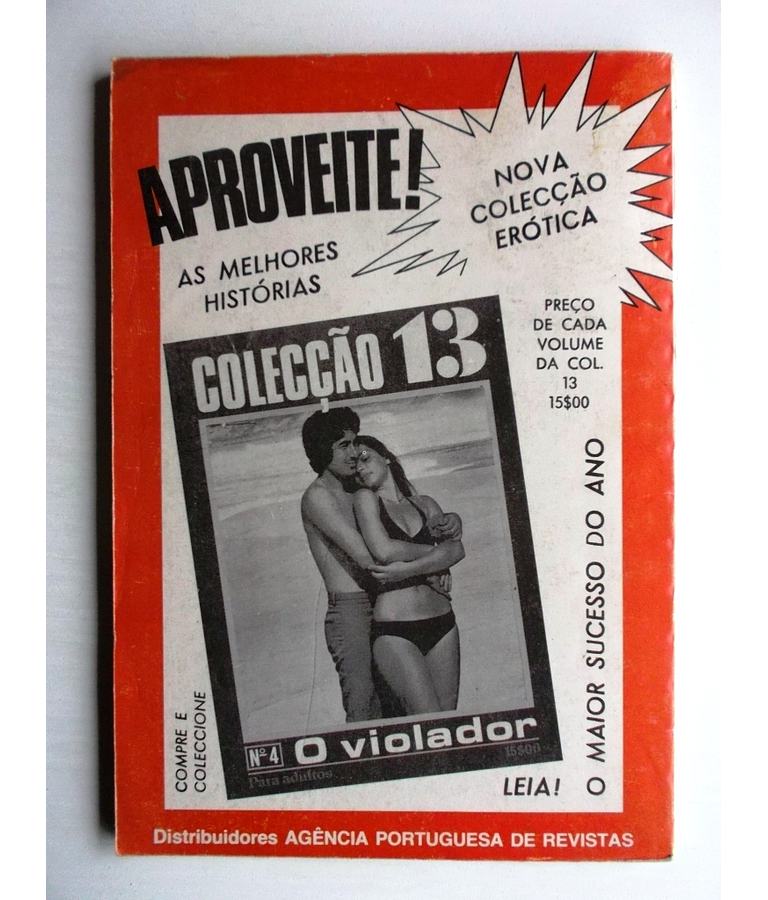 APROVEITE!
NOVA
COLECÇÃO
ERÓTICA
AS MELHORES
HISTÓRIAS
PREÇO
DE CADA
VOLUME
DA COL.
13
15$00
COLECÇÃO 13
Nº 4 O violador
Para adultos
15$00
COMPRE E
COLECCIONE
LEIA!
O MAIOR SUCESSO DO ANO
Distribuidores AGÊNCIA PORTUGUESA DE REVISTAS